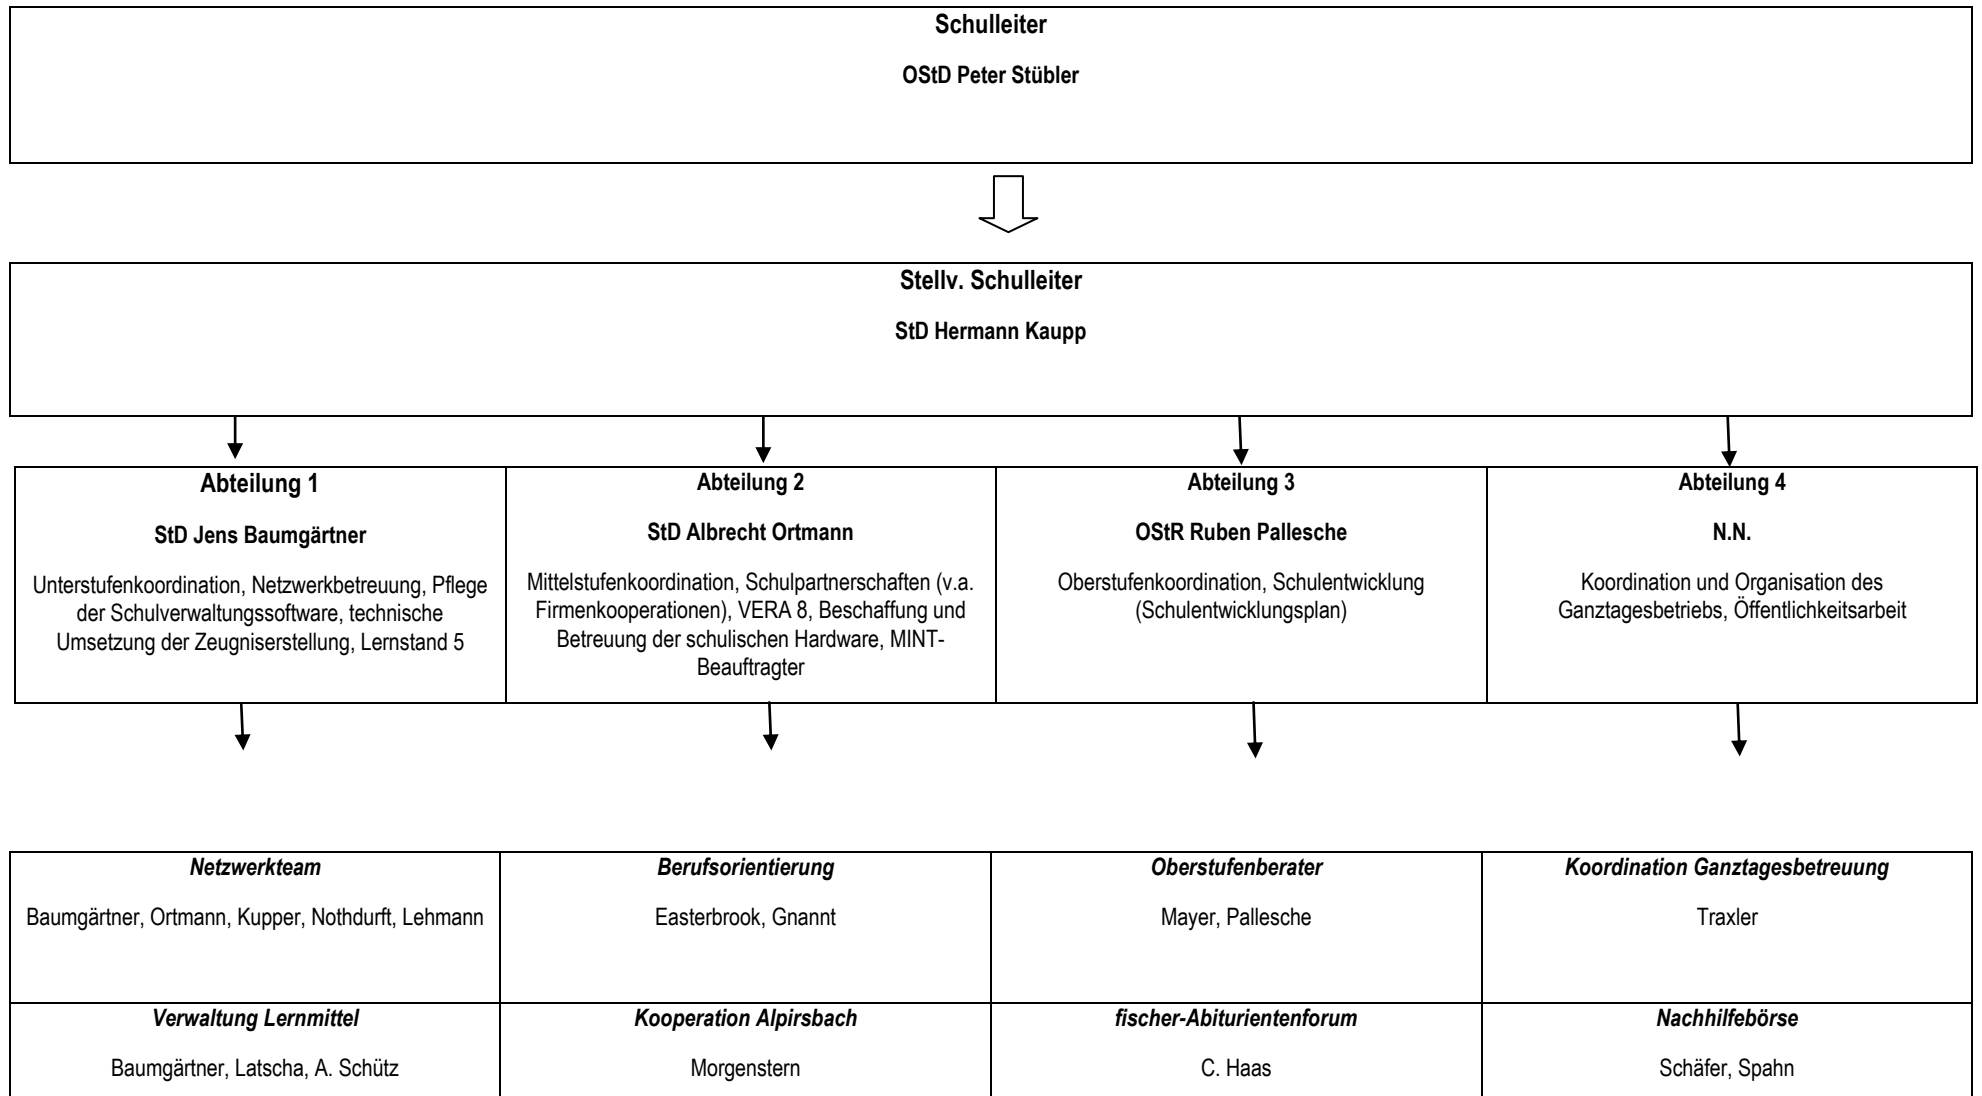 Schulleiter
OStD Peter Stübler
Stellv. Schulleiter
StD Hermann Kaupp
Abteilung 1
StD Jens Baumgärtner
Unterstufenkoordination, Netzwerkbetreuung, Pflege
der Schulverwaltungssoftware, technische
Umsetzung der Zeugniserstellung, Lernstand 5
Abteilung 2
StD Albrecht Ortmann
Mittelstufenkoordination, Schulpartnerschaften (v.a.
Firmenkooperationen), VERA 8, Beschaffung und
Betreuung der schulischen Hardware, MINT-
Beauftragter
Abteilung 3
OStR Ruben Pallesche
Oberstufenkoordination, Schulentwicklung
(Schulentwicklungsplan)
Abteilung 4
N.N.
Koordination und Organisation des
Ganztagesbetriebs, Öffentlichkeitsarbeit
Netzwerkteam
Baumgärtner, Ortmann, Kupper, Nothdurft, Lehmann
Berufsorientierung
Easterbrook, Gnannt
Oberstufenberater
Mayer, Pallesche
Koordination Ganztagesbetreuung
Traxler
Verwaltung Lernmittel
Baumgärtner, Latscha, A. Schütz
Kooperation Alpirsbach
Morgenstern
fischer-Abiturientenforum
C. Haas
Nachhilfebörse
Schäfer, Spahn